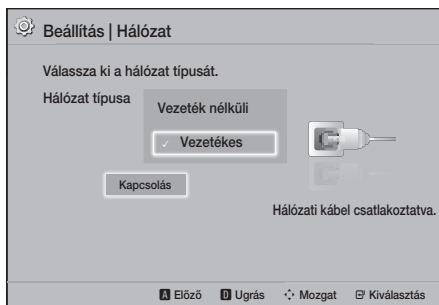 Beállítás | Hálózat
Válassza ki a hálózat típusát.
Hálózat típusa
Vezeték nélküli
✓ Vezetékes
Kapcsolás
Hálózati kábel csatlakoztatva.
A Előző D Ugrás Mozgat Kiválasztás